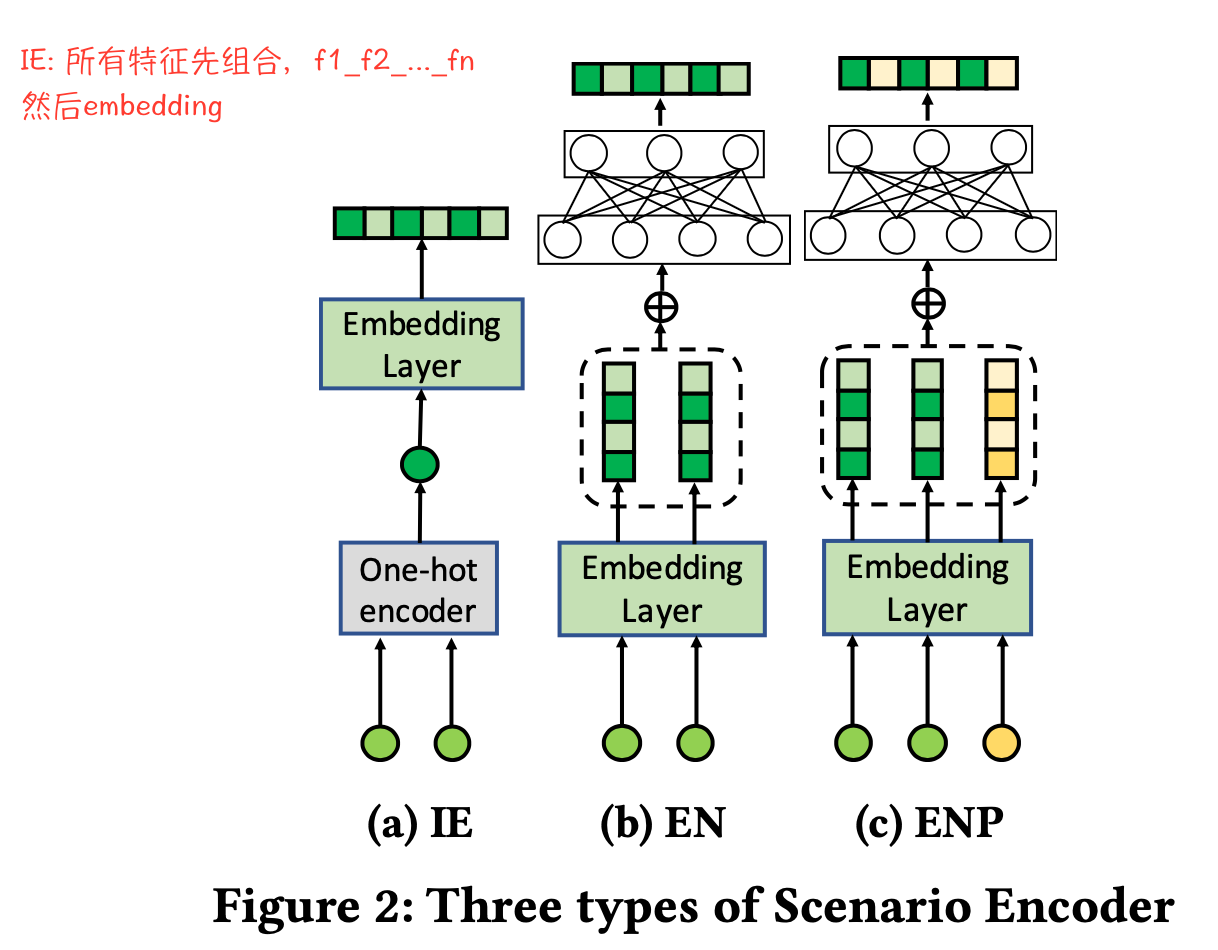 IE: 所有特征先组合，f1_f2_..._fn
然后embedding
Embedding
Layer
One-hot
encoder
(a) IE
Embedding
Layer
(b) EN
Embedding
Layer
(c) ENP
Figure 2: Three types of Scenario Encoder